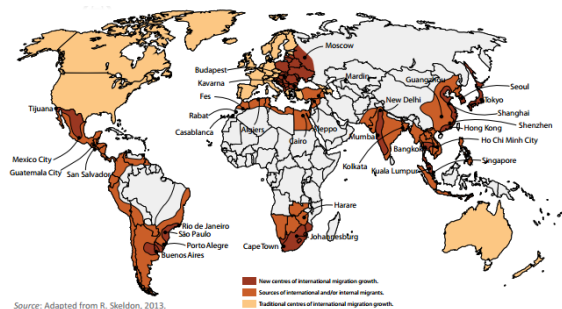 Moscow
Budapest
Kavarna
Mardin
Guangzhou
Seoul
Fes
New Delhi
Tokyo
Tijuana
Rabat
Shanghai
Casablanca
Algiers
Meppo
Mumbai
Shenzhen
Hong Kong
Cairo
Ho Chi Minh City
Mexico City
Bangkok
Guatemala City
Kolkata
Singapore
San Salvador
Kuala Lumpur
Harare
Rio de Janeiro
São Paulo
Johannesburg
Porto Alegre
Cape Town
Buenos Aires
New centres of international migration growth.
Sources of international and/or internal migrants.
Traditional centres of international migration growth.
Source: Adapted from R. Skeldon, 2013.